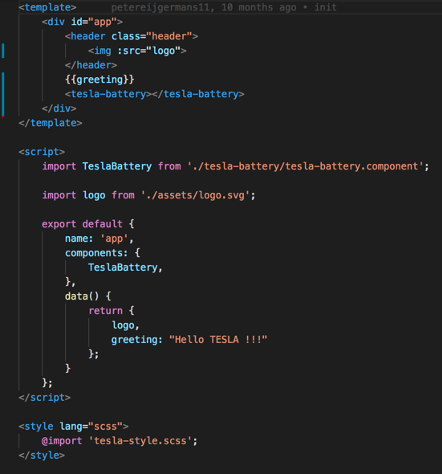 <template>    petereijgermans11, 10 months ago • init
    <div id="app">
        <header class="header">
            <img :src="logo">
        </header>
        {{greeting}}
        <tesla-battery></tesla-battery>
    </div>
</template>

<script>
    import TeslaBattery from './tesla-battery/tesla-battery.component';

    import logo from './assets/logo.svg';

    export default {
        name: 'app',
        components: {
            TeslaBattery,
        },
        data() {
            return {
                logo,
                greeting: "Hello TESLA !!!"
            };
        }
    };
</script>

<style lang="scss">
    @import 'tesla-style.scss';
</style>